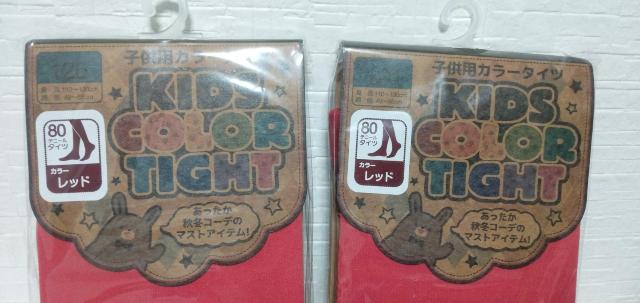 子供用カラータイツ
KIDS
COLOR
TIGHT
80
デニール
タイツ
カラー
レッド
あったか
秋冬コーデの
マストアイテム!
子供用カラータイツ
KIDS
COLOR
TIGHT
80
デニール
タイツ
カラー
レッド
あったか
秋冬コーデの
マストアイテム!